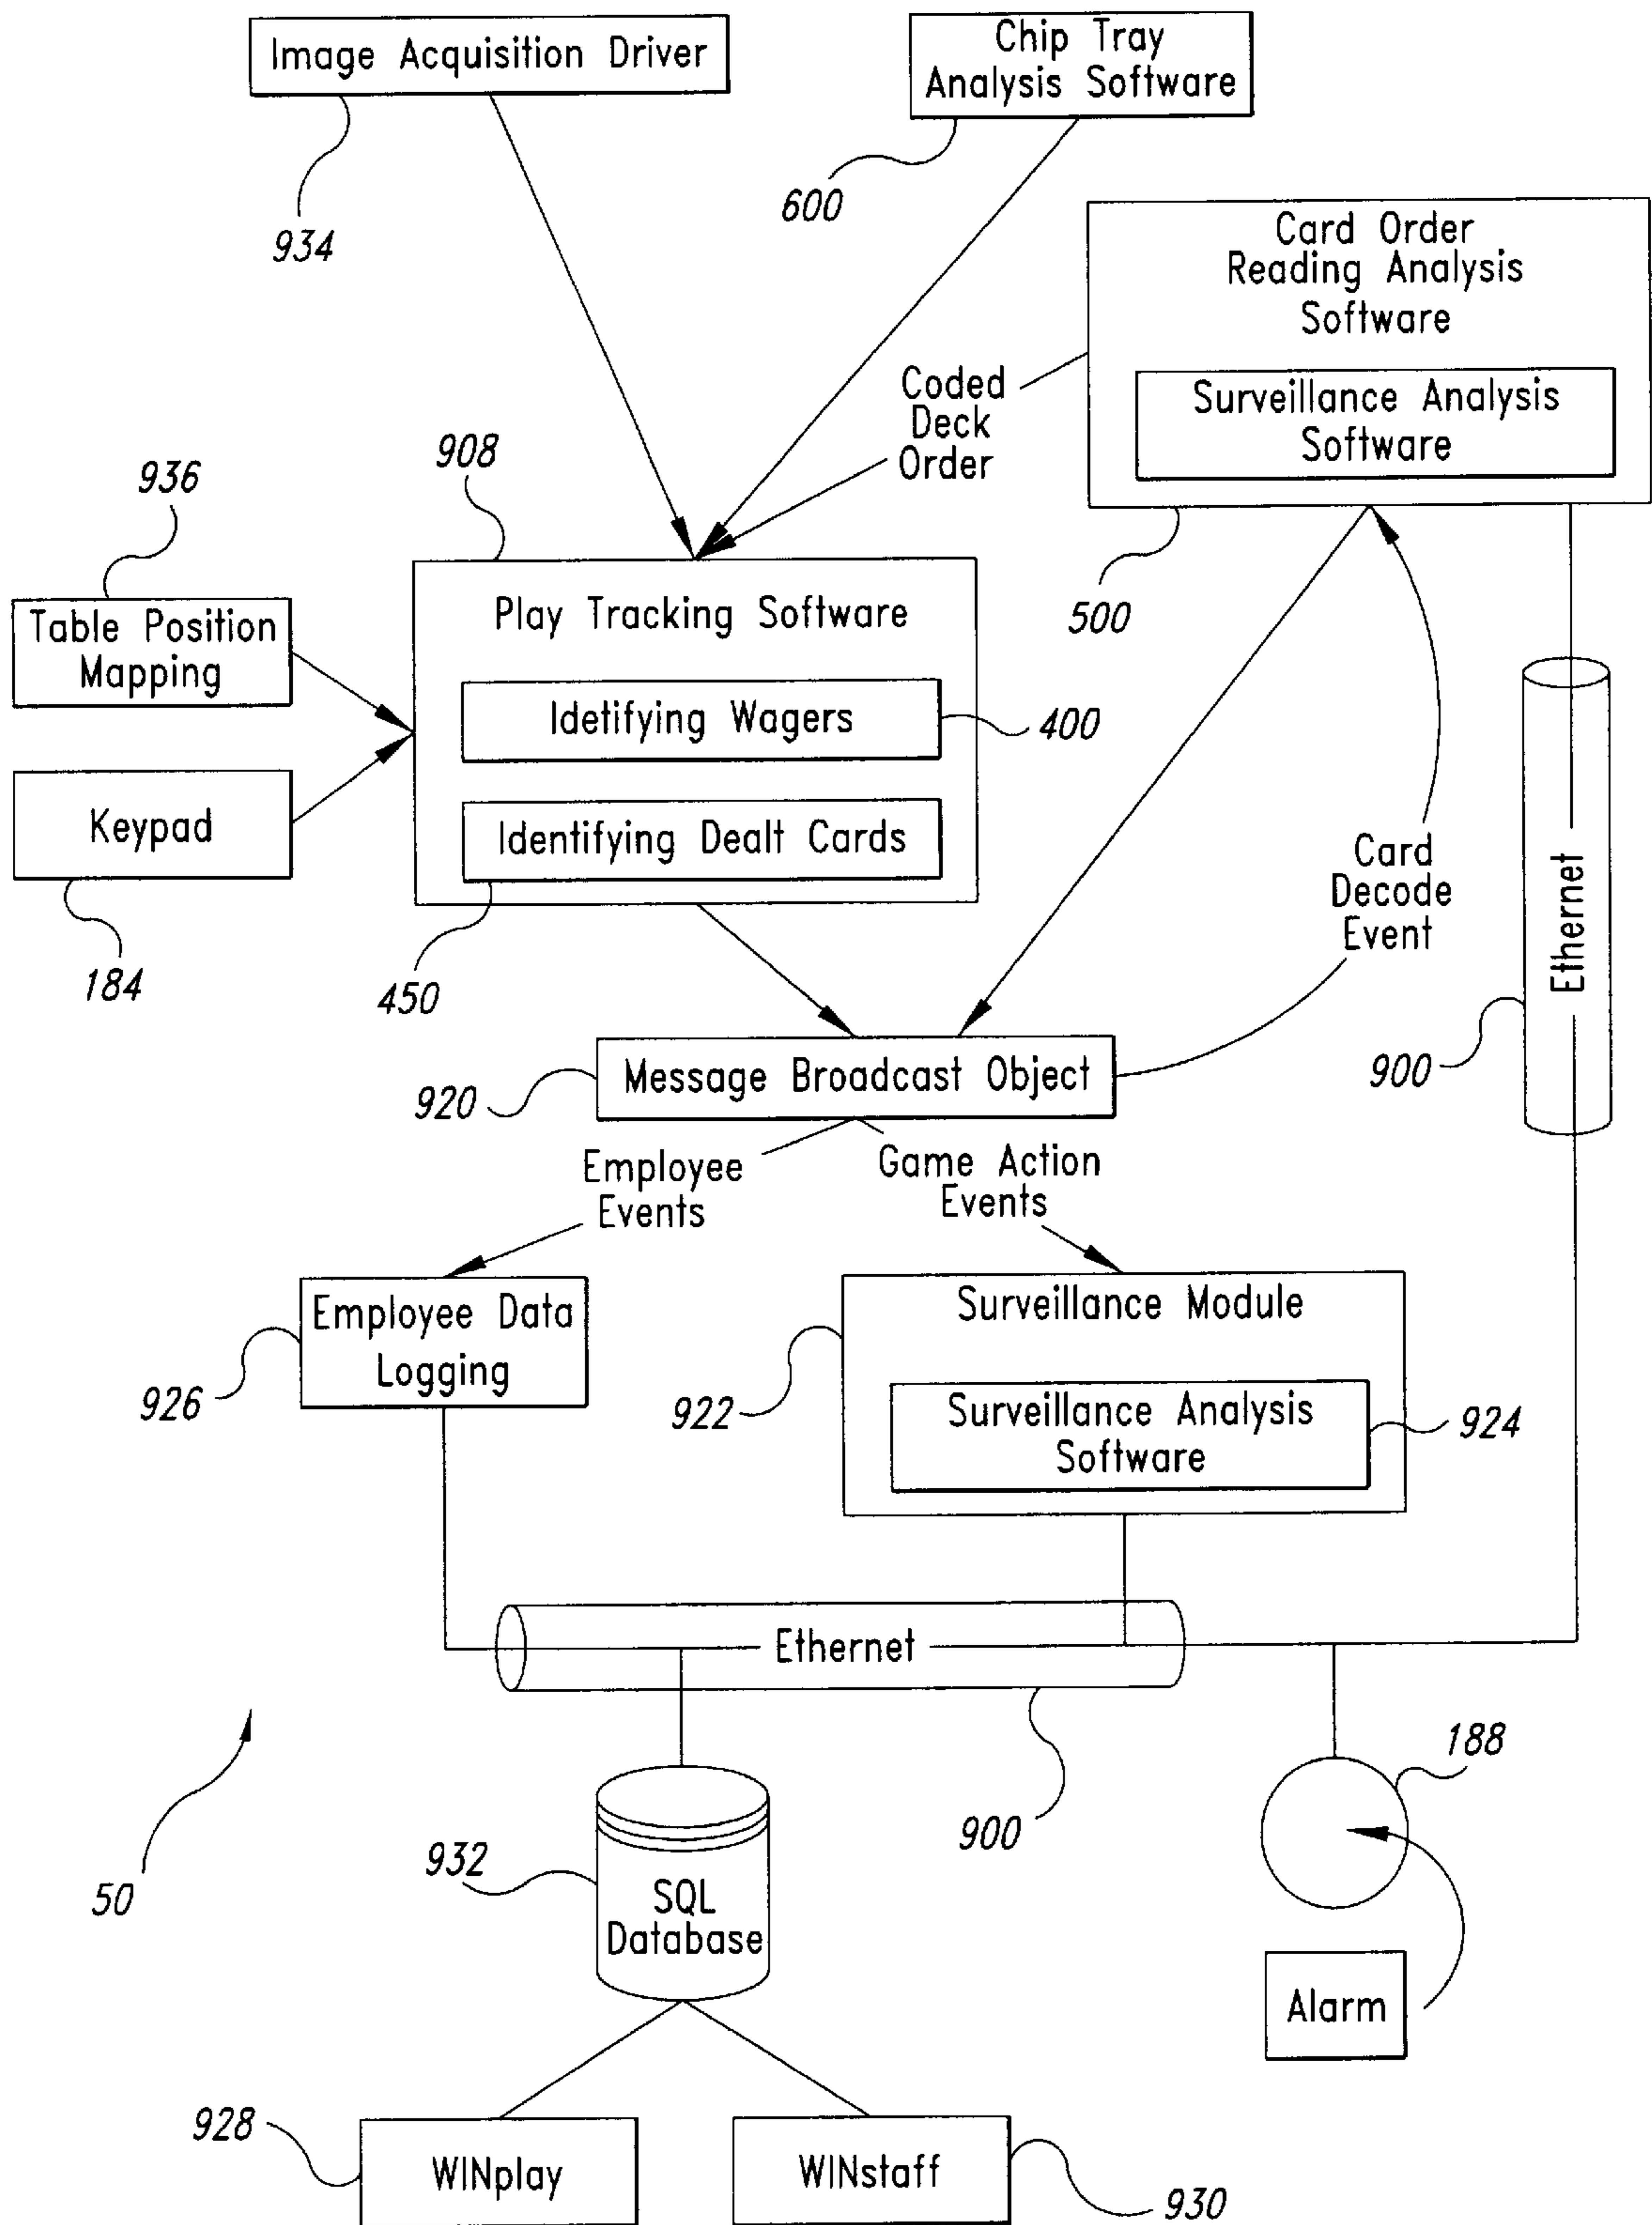 Image Acquisition Driver
934
Chip Tray
Analysis Software
600
Card Order
Reading Analysis
Software
Surveillance Analysis
Software
500
Coded
Deck
Order
908
936
Table Position
Mapping
Keypad
184
Play Tracking Software
Idetifying Wagers
400
Identifying Dealt Cards
450
Card
Decode
Event
Ethernet
900
Message Broadcast Object
920
Employee
Events
Game Action
Events
Employee Data
Logging
926
Surveillance Module
922
Surveillance Analysis
Software
924
Ethernet
900
188
50
932
SQL
Database
Alarm
928
WINplay
WINstaff
930